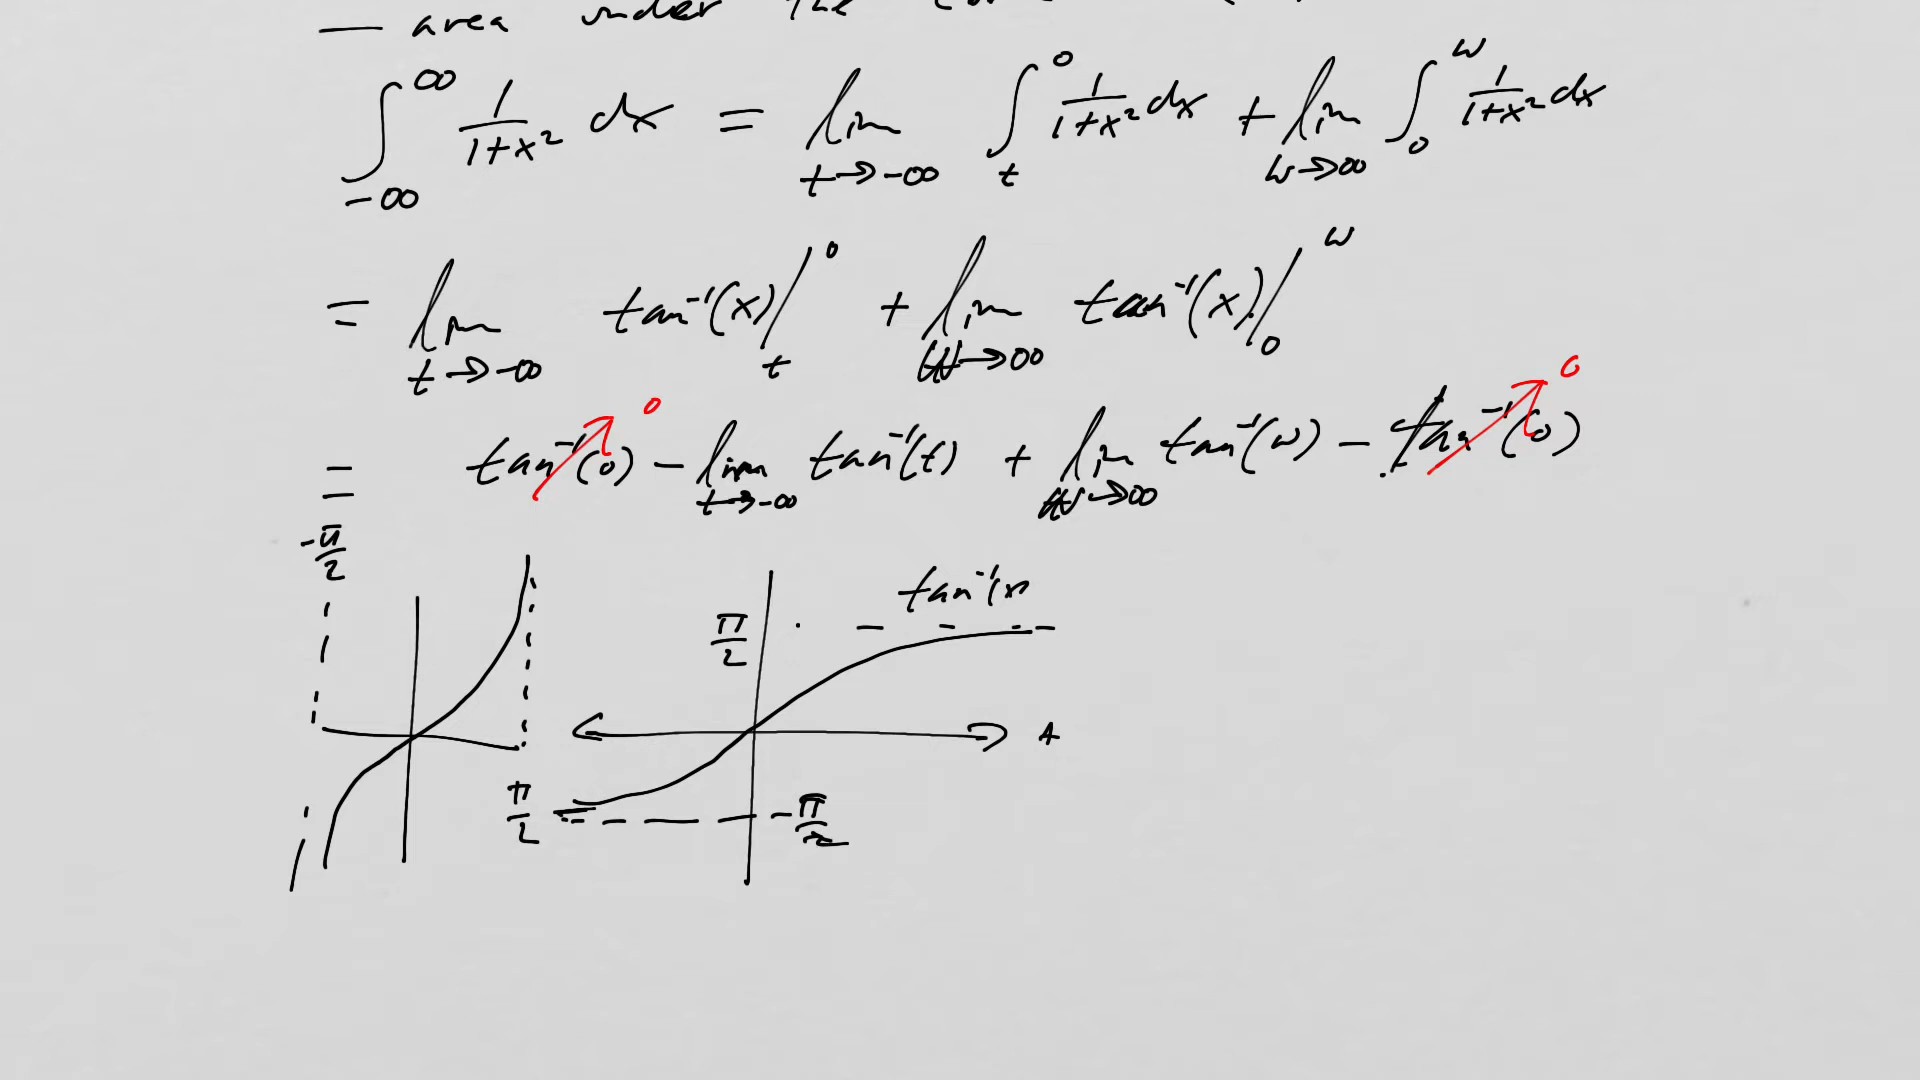 — area under the
∫_{-∞}^{∞} 1/(1+x²) dx = lim_{t→-∞} ∫_t^0 1/(1+x²) dx + lim_{w→∞} ∫_0^w 1/(1+x²) dx
= lim_{t→-∞} tan⁻¹(x) |_t^0 + lim_{w→∞} tan⁻¹(x) |_0^w
= tan⁻¹(0) 0 - lim_{t→-∞} tan⁻¹(t) + lim_{w→∞} tan⁻¹(w) - tan⁻¹(0) 0
-π/2
tan⁻¹(x
π/2
π/2
-π/2